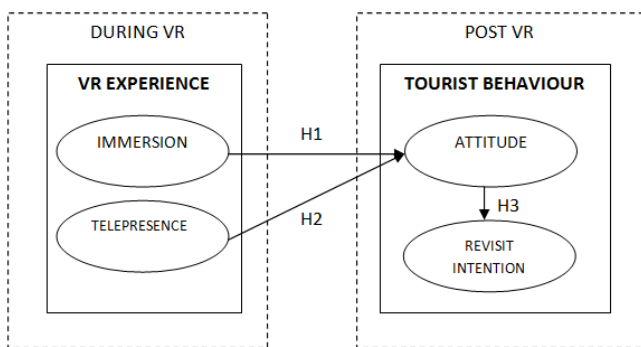 DURING VR
POST VR
VR EXPERIENCE
TOURIST BEHAVIOUR
IMMERSION
H1
ATTITUDE
TELEPRESENCE
H2
H3
REVISIT
INTENTION